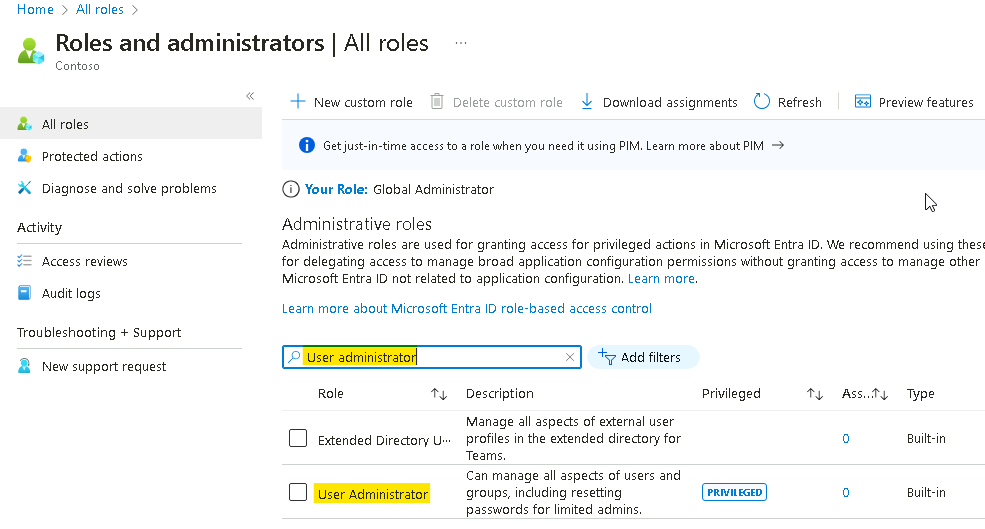 Home > All roles >
Roles and administrators | All roles ...
Contoso
«
All roles
Protected actions
Diagnose and solve problems
Activity
Access reviews
Audit logs
Troubleshooting + Support
New support request
New custom role
Delete custom role
Download assignments
Refresh
Preview features
Get just-in-time access to a role when you need it using PIM. Learn more about PIM →
Your Role: Global Administrator
Administrative roles
Administrative roles are used for granting access for privileged actions in Microsoft Entra ID. We recommend using these
for delegating access to manage broad application configuration permissions without granting access to manage other
Microsoft Entra ID not related to application configuration. Learn more.
Learn more about Microsoft Entra ID role-based access control
User administrator
Add filters
Role Description Privileged Ass... Type
Extended Directory U...
Manage all aspects of external user
profiles in the extended directory for
Teams.
0
Built-in
User Administrator
Can manage all aspects of users and
groups, including resetting
passwords for limited admins.
PRIVILEGED
0
Built-in